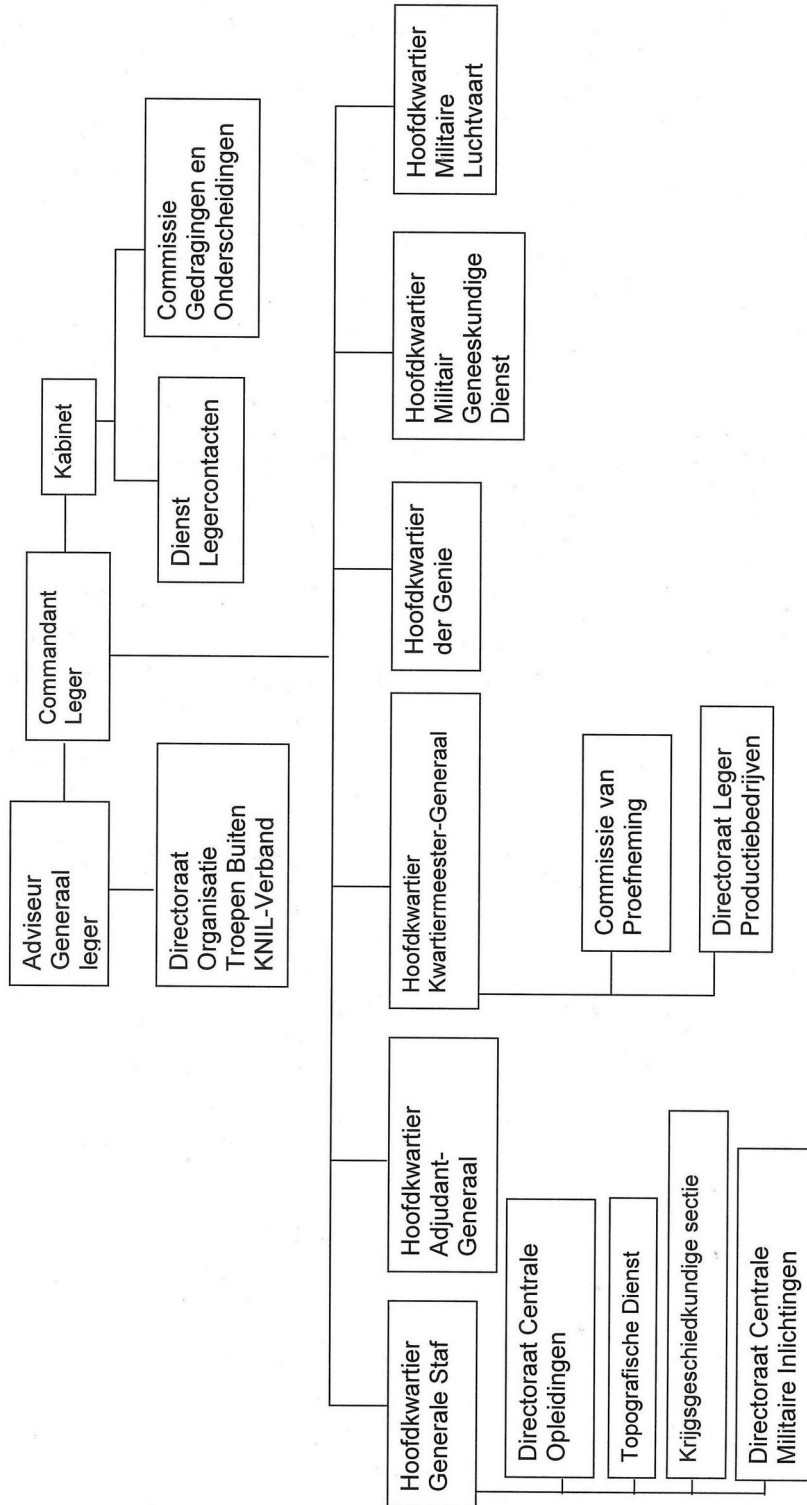 Adviseur
Generaal
leger
Commandant
Leger
Kabinet
Directoraat
Organisatie
Troepen Buiten
KNIL-Verband
Dienst
Legercontacten
Commissie
Gedragingen en
Onderscheidingen
Hoofdkwartier
Generale Staf
Hoofdkwartier
Adjudant-
Generaal
Hoofdkwartier
Kwartiermeester-Generaal
Hoofdkwartier
der Genie
Hoofdkwartier
Militair
Geneeskundige
Dienst
Hoofdkwartier
Militaire
Luchtvaart
Directoraat Centrale
Opleidingen
Topografische Dienst
Krijgsgeschiedkundige sectie
Directoraat Centrale
Militaire Inlichtingen
Commissie van
Proefneming
Directoraat Leger
Productiebedrijven